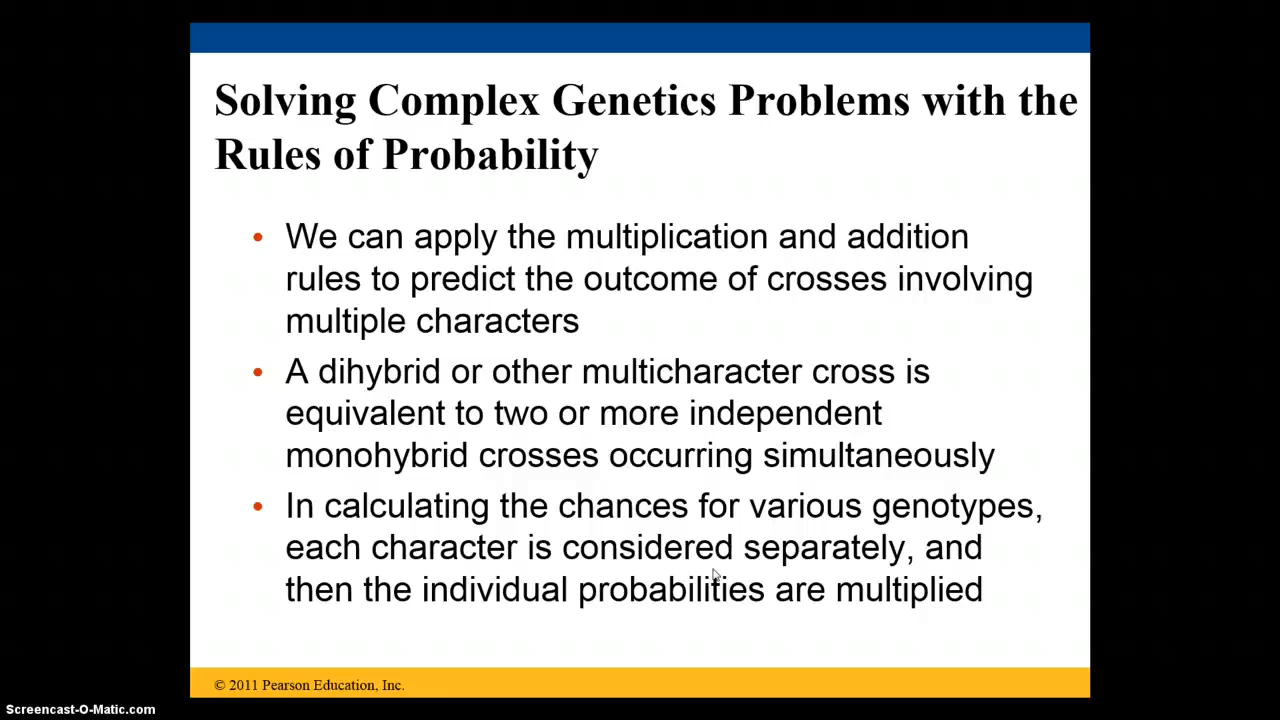 Solving Complex Genetics Problems with the
Rules of Probability
• We can apply the multiplication and addition
rules to predict the outcome of crosses involving
multiple characters
• A dihybrid or other multicharacter cross is
equivalent to two or more independent
monohybrid crosses occurring simultaneously
• In calculating the chances for various genotypes,
each character is considered separately, and
then the individual probabilities are multiplied
© 2011 Pearson Education, Inc.
Screencast-O-Matic.com